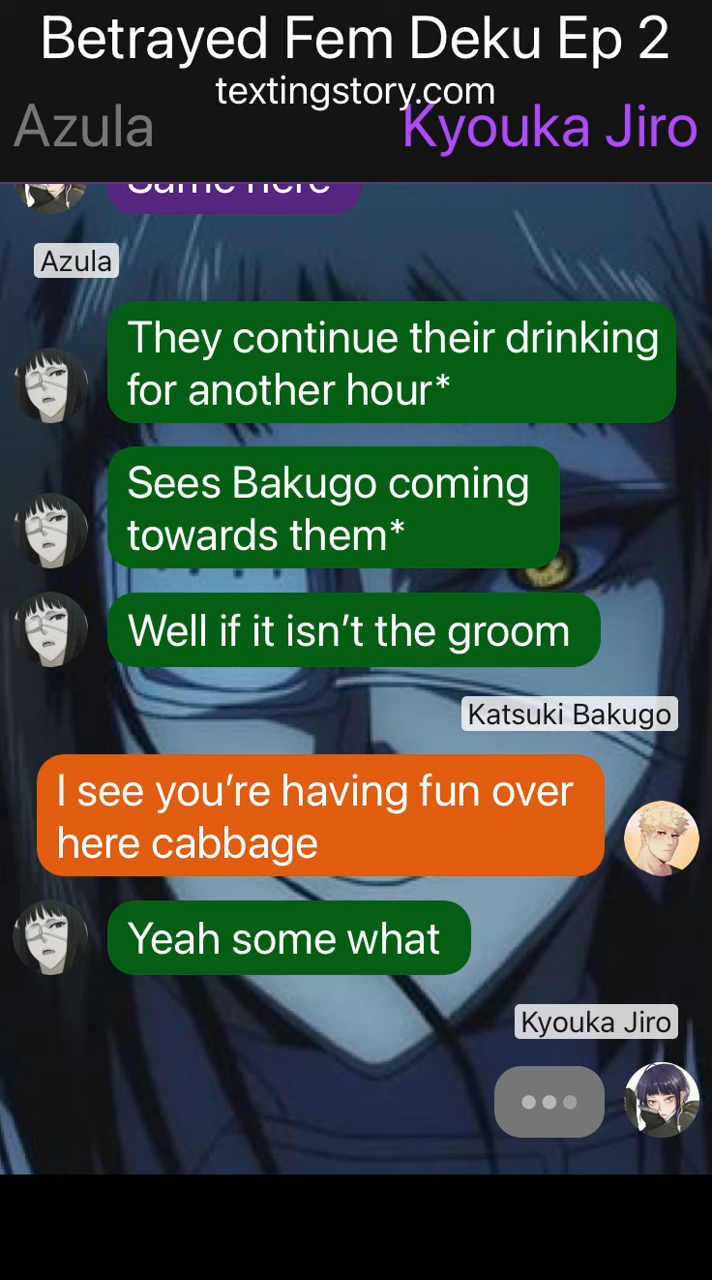 Betrayed Fem Deku Ep 2
textingstory.com
Azula
Kyouka Jiro
Same here
Azula
They continue their drinking
for another hour*
Sees Bakugo coming
towards them*
Well if it isn’t the groom
Katsuki Bakugo
I see you’re having fun over
here cabbage
Yeah some what
Kyouka Jiro